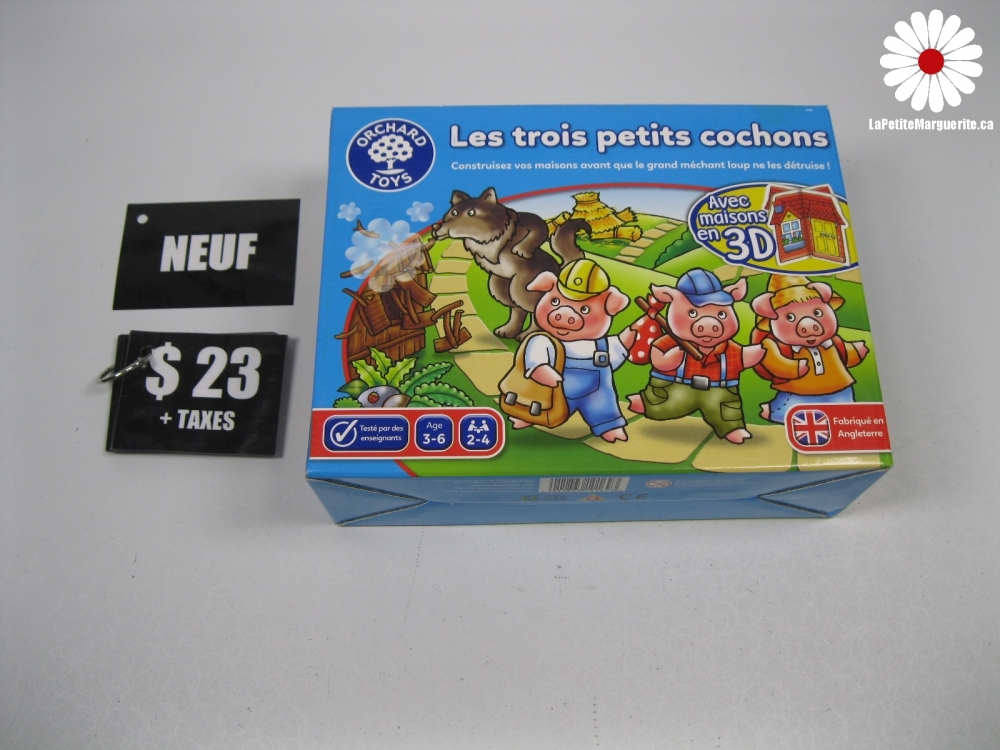 LaPetiteMarguerite.ca
ORCHARD
TOYS
Les trois petits cochons
Construisez vos maisons avant que le grand méchant loup ne les détruise !
Avec
maisons
en 3D
NEUF
$ 23
+ TAXES
Testé par des
enseignants
Age
3-6
2-4
Fabriqué en
Angleterre
CE